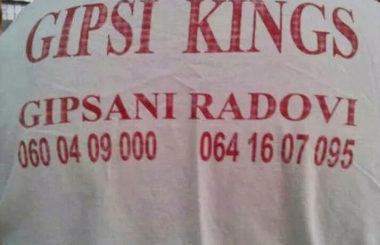 GIPSI KINGS
GIPSANI RADOVI
060 04 09 000 064 16 07 095